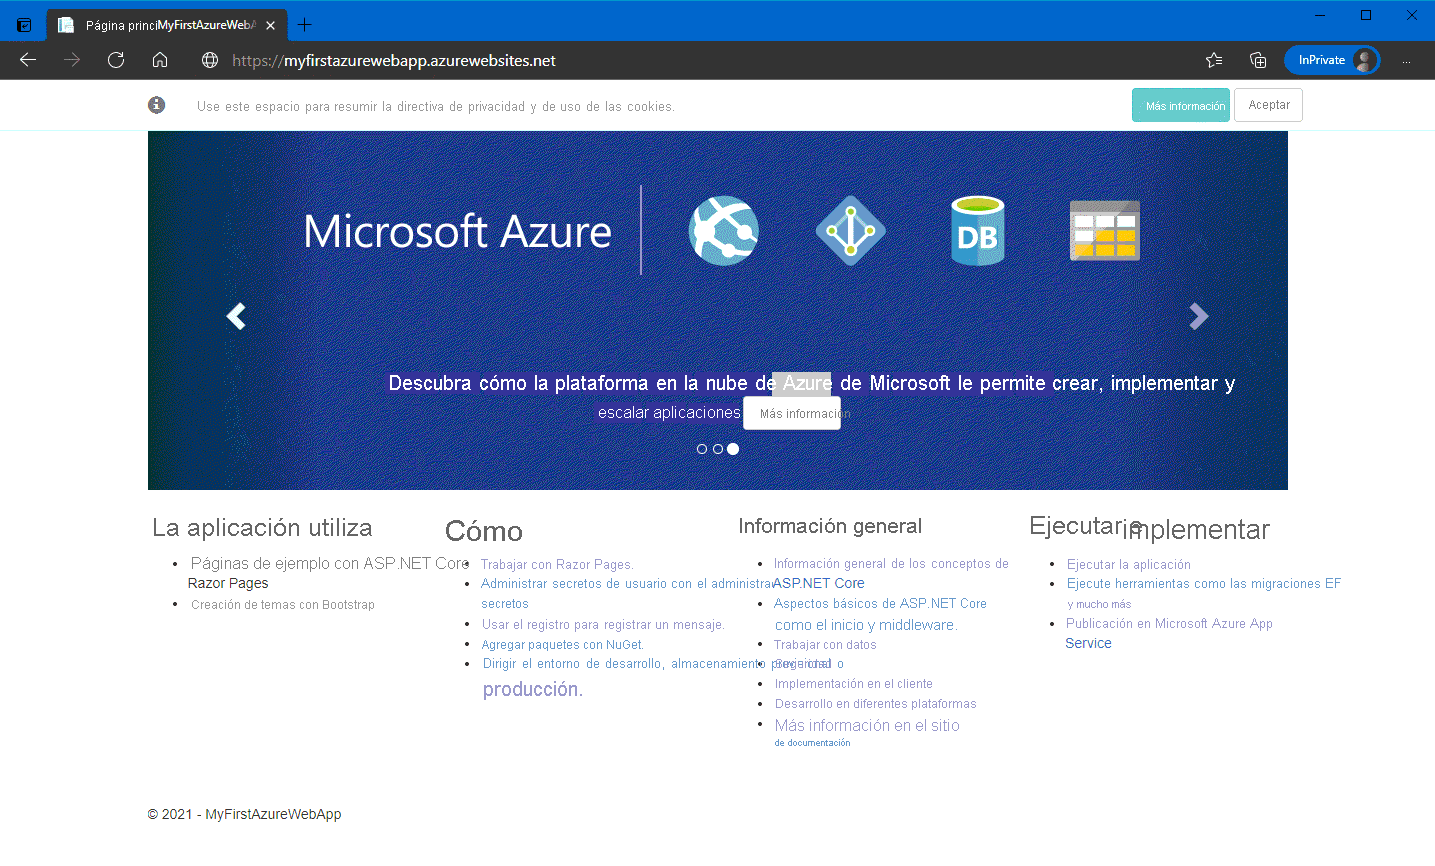 Página princiMyFirstAzureWebA
https://myfirstazurewebapp.azurewebsites.net
InPrivate
Use este espacio para resumir la directiva de privacidad y de uso de las cookies.
Más información
Aceptar
Microsoft Azure
DB
Descubra cómo la plataforma en la nube de Azure de Microsoft le permite crear, implementar y
escalar aplicaciones
Más información
La aplicación utiliza
Páginas de ejemplo con ASP.NET Core
Razor Pages
Creación de temas con Bootstrap
Cómo
Trabajar con Razor Pages.
Administrar secretos de usuario con el administrar
secretos
Usar el registro para registrar un mensaje.
Agregar paquetes con NuGet.
Dirigir el entorno de desarrollo, almacenamiento provisional o
producción.
Información general
Información general de los conceptos de
ASP.NET Core
Aspectos básicos de ASP.NET Core
como el inicio y middleware.
Trabajar con datos
Seguridad
Implementación en el cliente
Desarrollo en diferentes plataformas
Más información en el sitio
de documentación
Ejecutar e implementar
Ejecutar la aplicación
Ejecute herramientas como las migraciones EF
y mucho más
Publicación en Microsoft Azure App
Service
© 2021 - MyFirstAzureWebApp